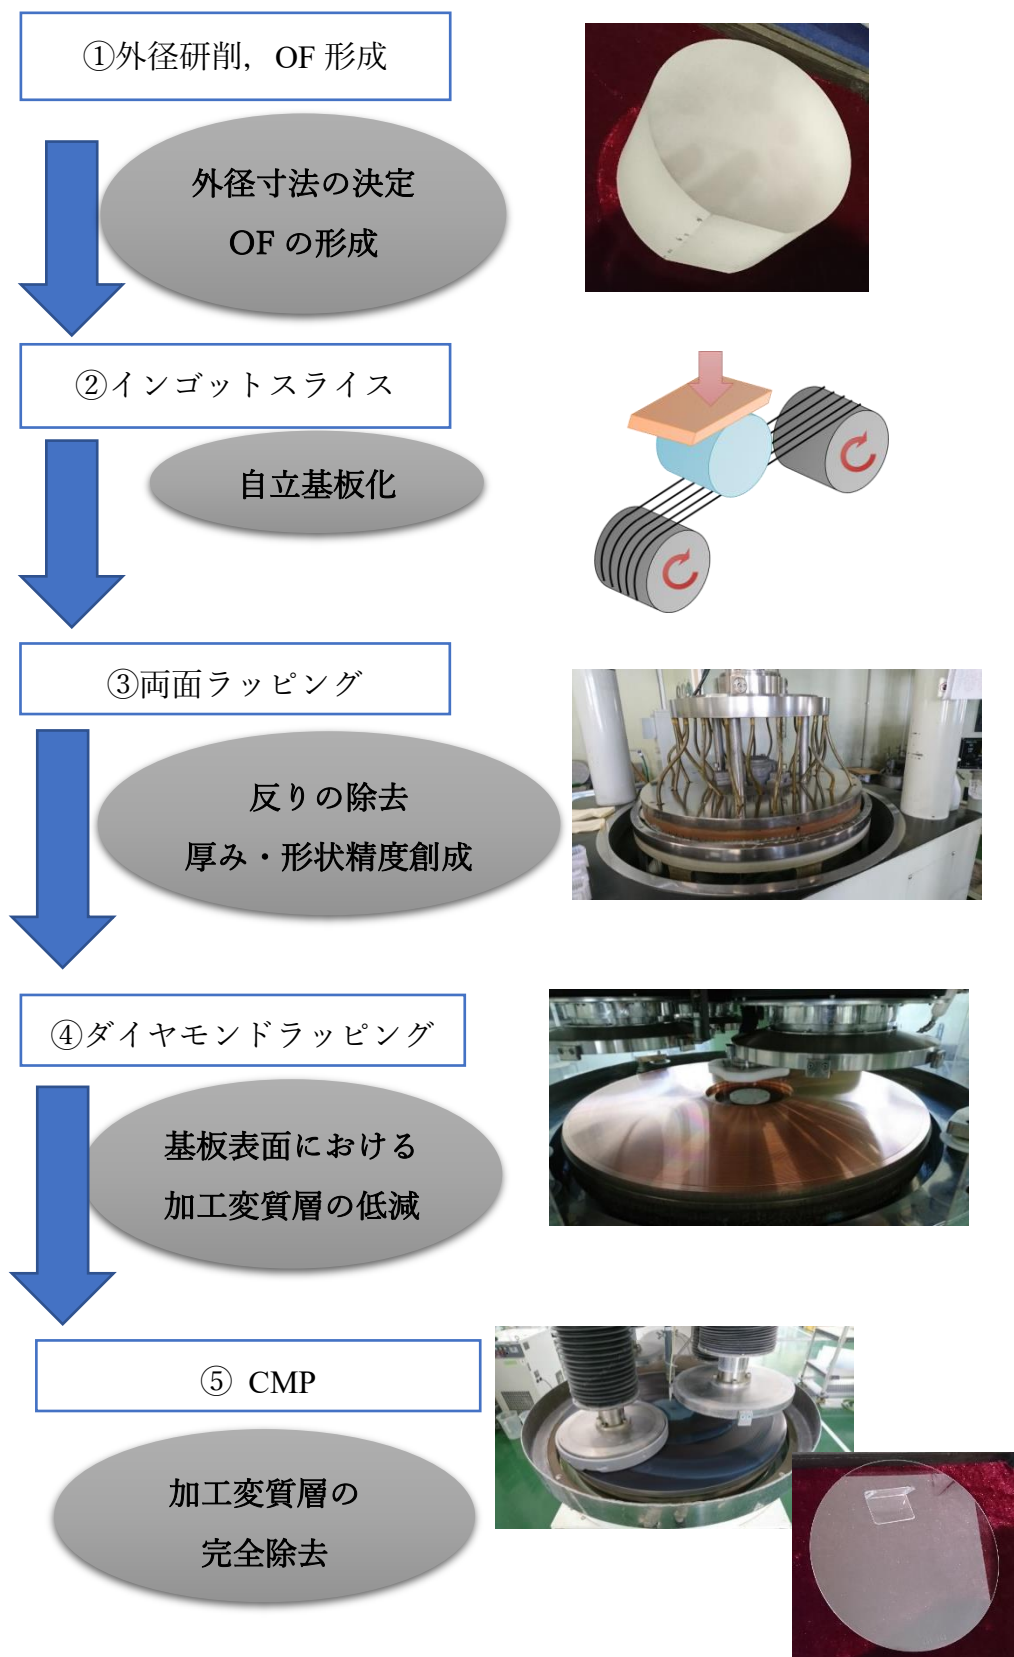 ①外径研削，OF 形成
外径寸法の決定
OF の形成
②インゴットスライス
自立基板化
③両面ラッピング
反りの除去
厚み・形状精度創成
④ダイヤモンドラッピング
基板表面における
加工変質層の低減
⑤ CMP
加工変質層の
完全除去